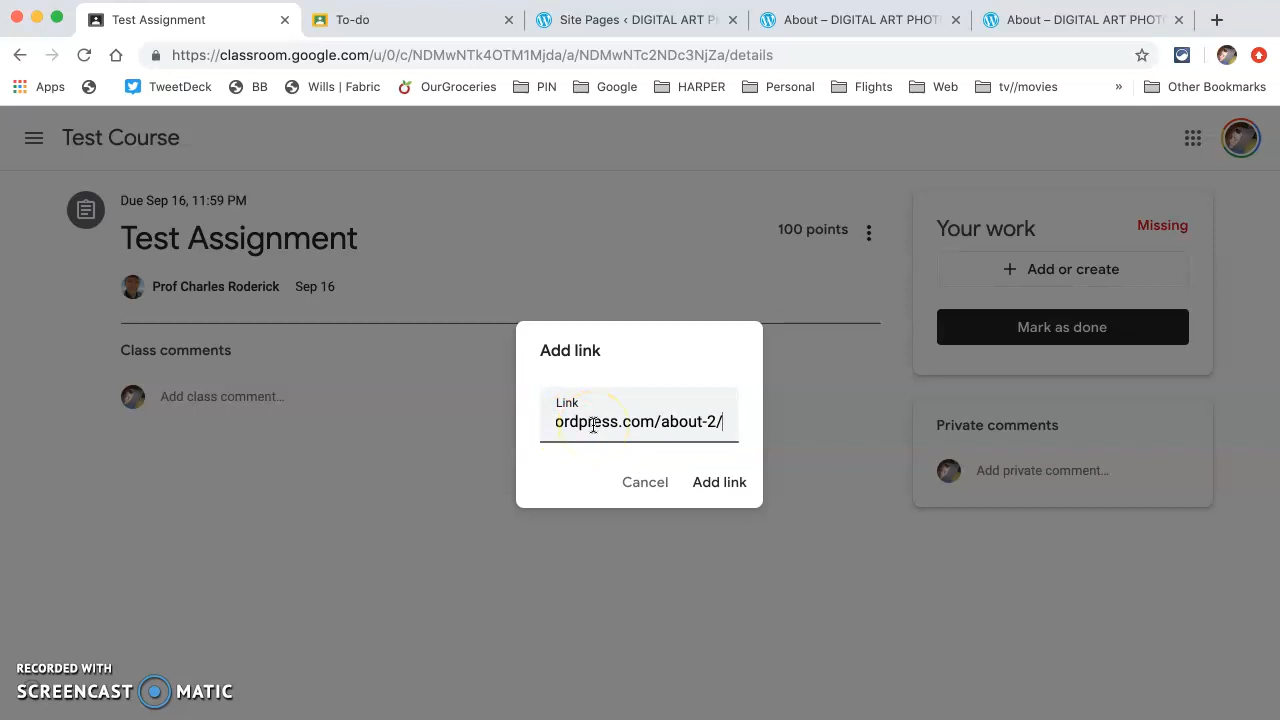 Test Assignment
To-do
Site Pages < DIGITAL ART P
About – DIGITAL ART PHOT
About – DIGITAL ART PHOT
https://classroom.google.com/u/0/c/NDMwNTk4OTM1Mjda/a/NDMwNTc2NDc3NjZa/details
Apps
TweetDeck
BB
Wills | Fabric
OurGroceries
PIN
Google
HARPER
Personal
Flights
Web
tv//movies
»
Other Bookmarks
Test Course
Due Sep 16, 11:59 PM
Test Assignment
100 points
Prof Charles Roderick Sep 16
Class comments
Add class comment...
Your work
Missing
+ Add or create
Mark as done
Private comments
Add private comment...
Add link
Link
ordpress.com/about-2/
Cancel
Add link
RECORDED WITH
SCREENCAST MATIC